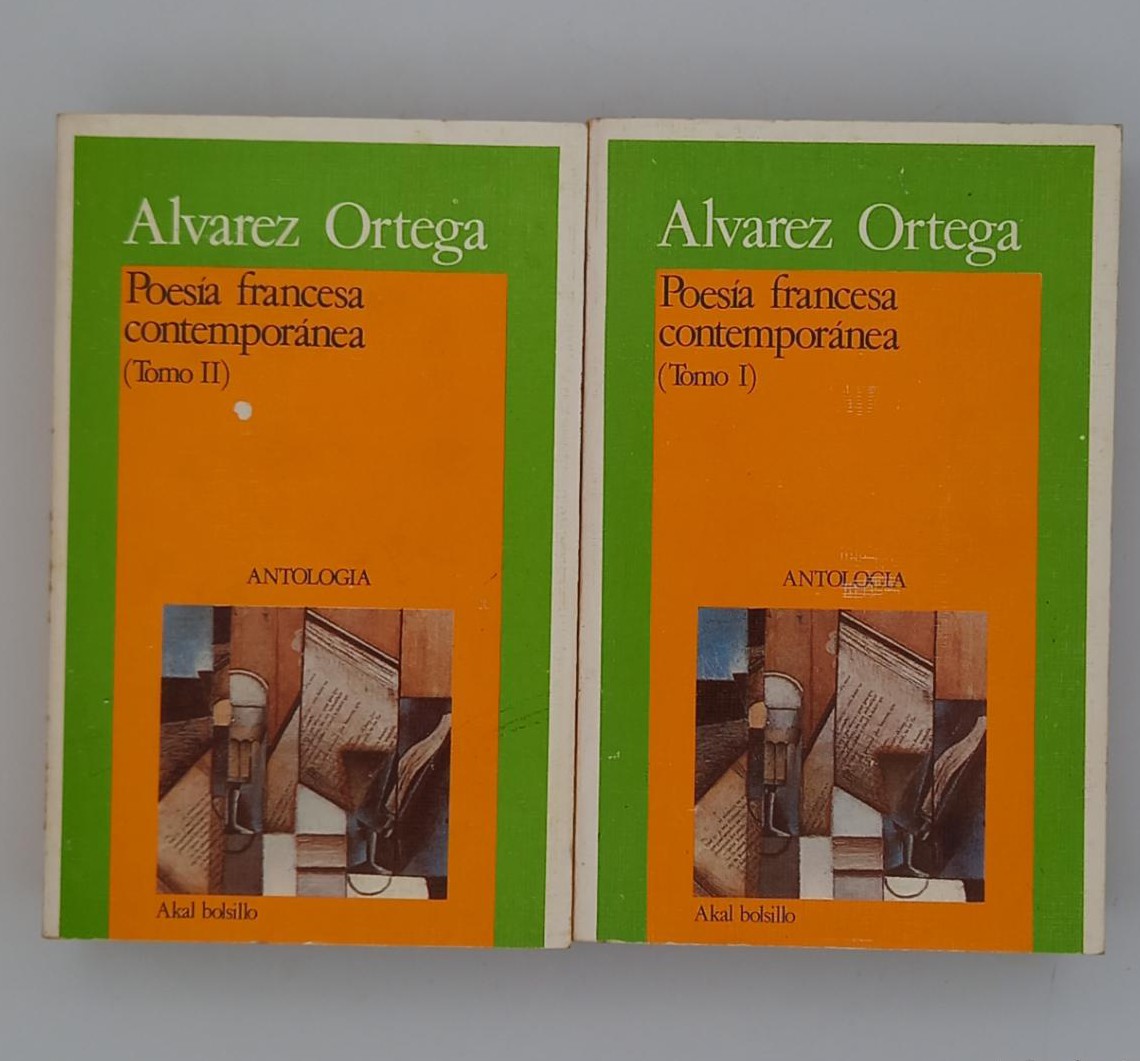 Alvarez Ortega
Poesía francesa
contemporánea
(Tomo II)
ANTOLOGIA
Akal bolsillo
Alvarez Ortega
Poesía francesa
contemporánea
(Tomo I)
ANTOLOGIA
Akal bolsillo